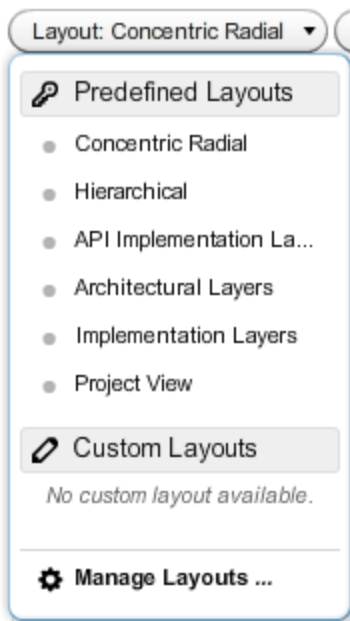 Layout: Concentric Radial
Predefined Layouts
Concentric Radial
Hierarchical
API Implementation La...
Architectural Layers
Implementation Layers
Project View
Custom Layouts
No custom layout available.
Manage Layouts ...